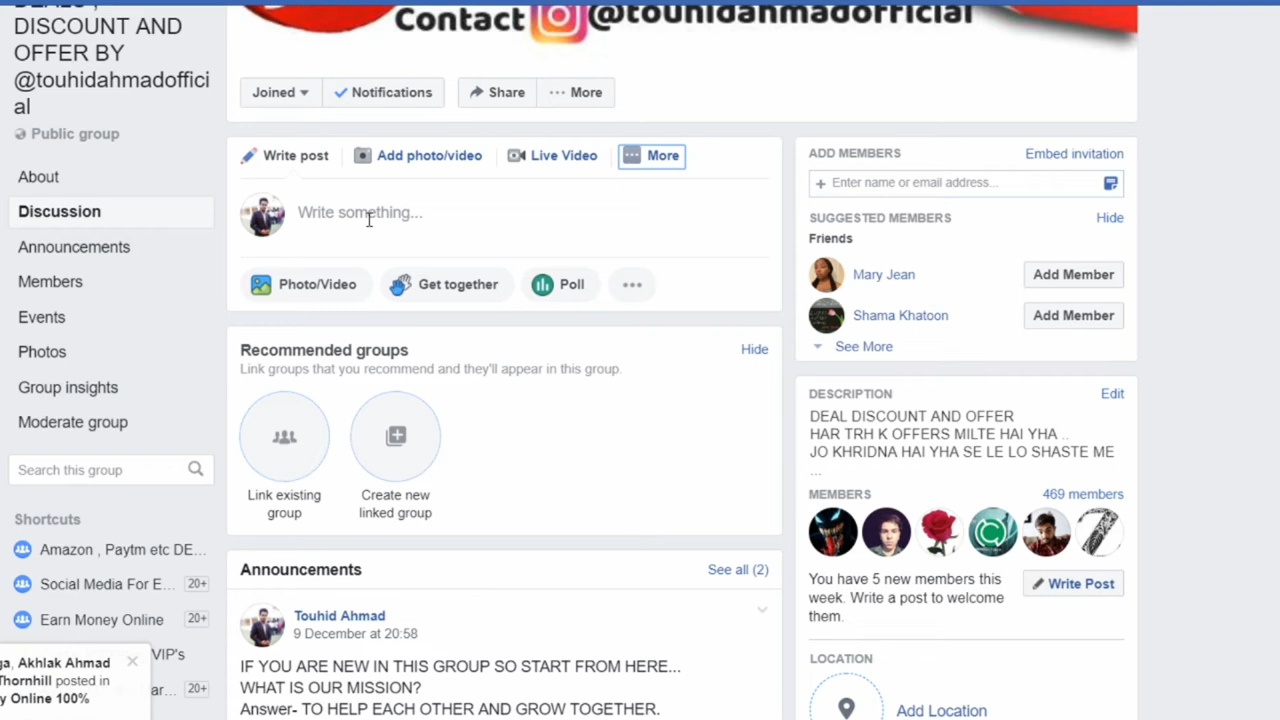 DEALS ,
DISCOUNT AND
OFFER BY
@touhidahmadoffici
al
Public group
About
Discussion
Announcements
Members
Events
Photos
Group insights
Moderate group
Search this group
Shortcuts
Amazon , Paytm etc DE...
Social Media For E... 20+
Earn Money Online 20+
VIP's
ar... 20+
ga, Akhlak Ahmad
Thornhill posted in
y Online 100%
Contact @touhidahmadofficial
Joined Notifications Share More
Write post Add photo/video Live Video More
Write something...
Photo/Video Get together Poll
Recommended groups Hide
Link groups that you recommend and they'll appear in this group.
Link existing
group
Create new
linked group
Announcements See all (2)
Touhid Ahmad
9 December at 20:58
IF YOU ARE NEW IN THIS GROUP SO START FROM HERE...
WHAT IS OUR MISSION?
Answer- TO HELP EACH OTHER AND GROW TOGETHER.
ADD MEMBERS Embed invitation
+ Enter name or email address...
SUGGESTED MEMBERS Hide
Friends
Mary Jean Add Member
Shama Khatoon Add Member
See More
DESCRIPTION Edit
DEAL DISCOUNT AND OFFER
HAR TRH K OFFERS MILTE HAI YHA ..
JO KHRIDNA HAI YHA SE LE LO SHASTE ME
...
MEMBERS 469 members
You have 5 new members this
week. Write a post to welcome
them.
Write Post
LOCATION
Add Location